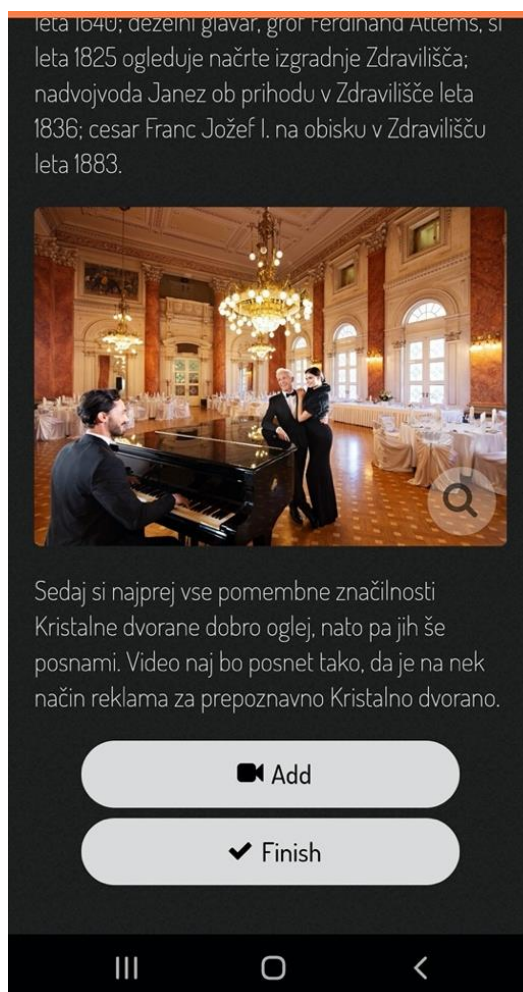 leta 1640; deželni glavar, grof Ferdinand Attems, si
leta 1825 ogleduje načrte izgradnje Zdravilišča;
nadvojvoda Janez ob prihodu v Zdravilišče leta
1836; cesar Franc Jožef I. na obisku v Zdravilišču
leta 1883.
Sedaj si najprej vse pomembne značilnosti
Kristalne dvorane dobro oglej, nato pa jih še
posnami. Video naj bo posnet tako, da je na nek
način reklama za prepoznavno Kristalno dvorano.
Add
Finish